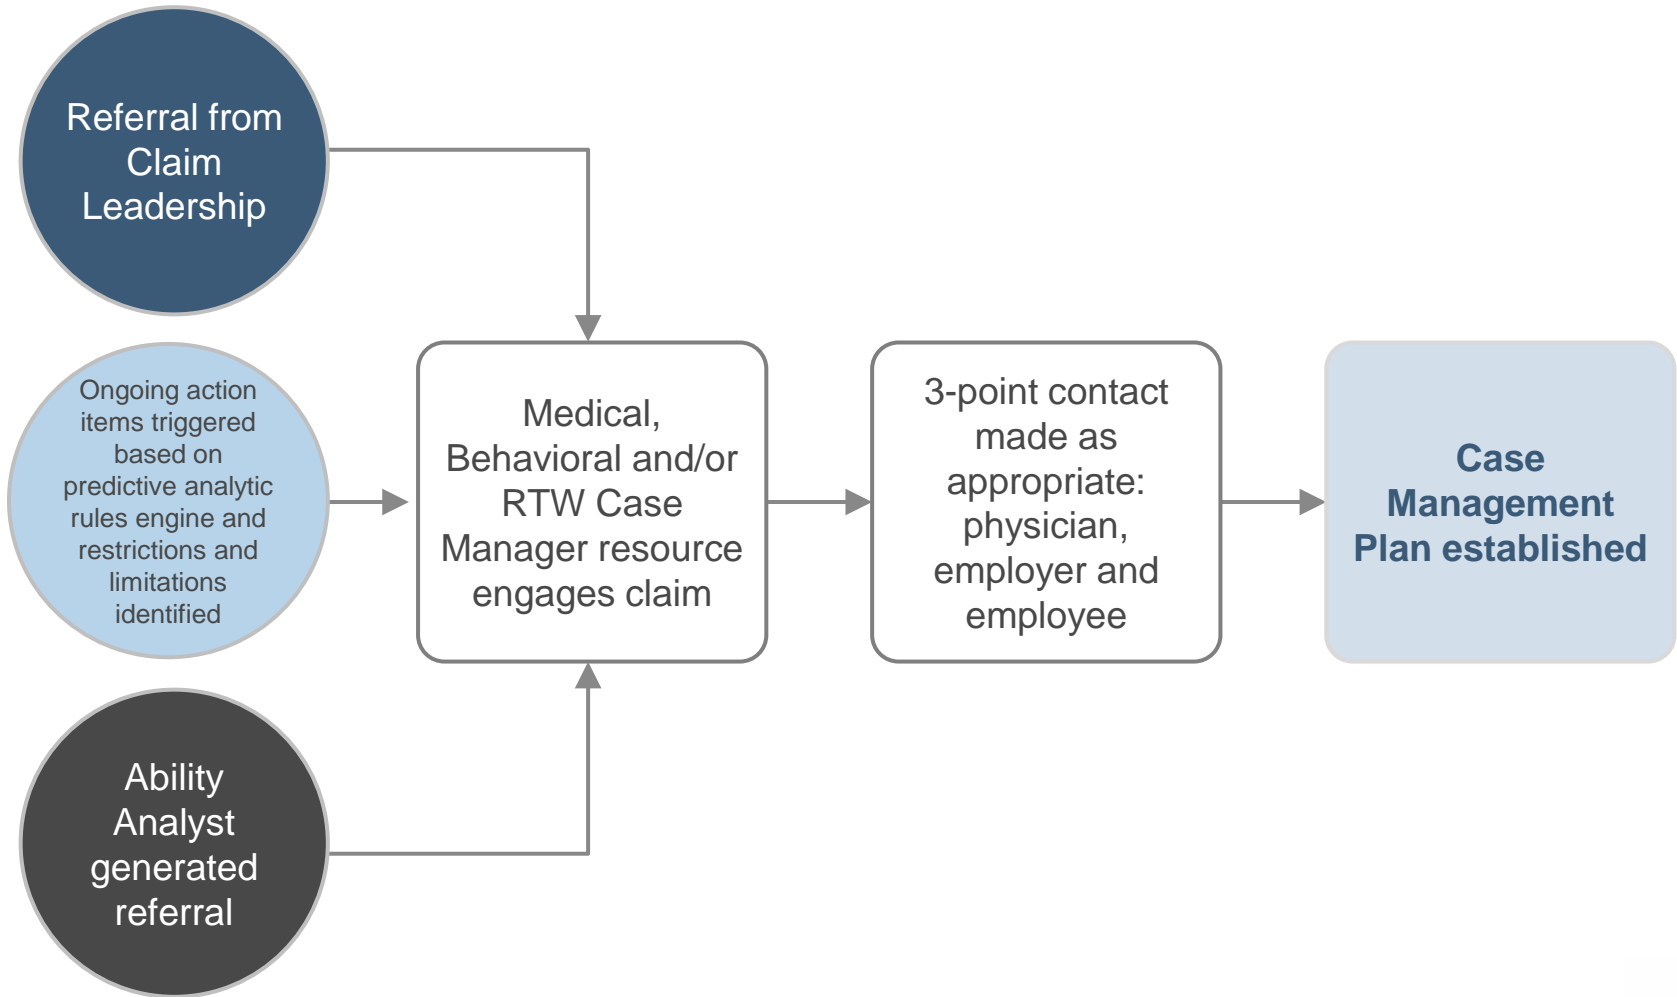 Referral from
Claim
Leadership
Ongoing action
items triggered
based on
predictive analytic
rules engine and
restrictions and
limitations
identified
Ability
Analyst
generated
referral
Medical,
Behavioral and/or
RTW Case
Manager resource
engages claim
3-point contact
made as
appropriate:
physician,
employer and
employee
Case
Management
Plan established